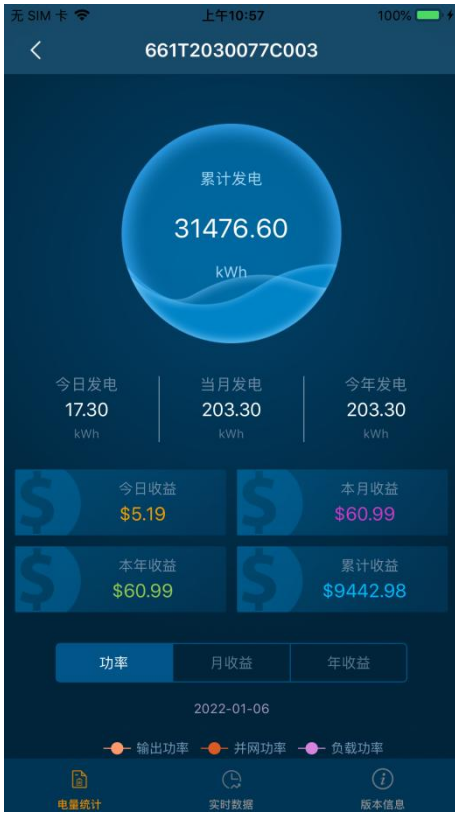 无 SIM 卡 上午10:57 100%
661T2030077C003
累计发电
31476.60
kWh
今日发电 当月发电 今年发电
17.30 203.30 203.30
kWh kWh kWh
今日收益 本月收益
$5.19 $60.99
本年收益 累计收益
$60.99 $9442.98
功率 月收益 年收益
2022-01-06
输出功率 并网功率 负载功率
电量统计 实时数据 版本信息